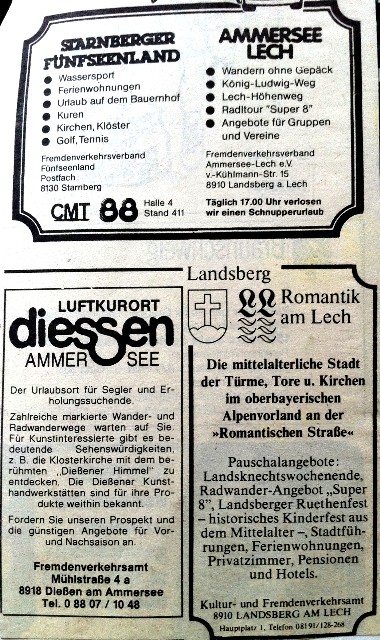 STARNBERGER
FÜNFSEENLAND
● Wassersport
● Ferienwohnungen
● Urlaub auf dem Bauernhof
● Kuren
● Kirchen, Klöster
● Golf, Tennis
Fremdenverkehrsverband
Fünfseenland
Postfach
8130 Starnberg
CMT 88 Halle 4
Stand 411
AMMERSEE
LECH
● Wandern ohne Gepäck
● König-Ludwig-Weg
● Lech-Höhenweg
● Radltour "Super 8"
● Angebote für Gruppen
und Vereine
Fremdenverkehrsverband
Ammersee-Lech e.V.
v.-Kühlmann-Str. 15
8910 Landsberg a. Lech
Täglich 17.00 Uhr verlosen
wir einen Schnupperurlaub
LUFTKURORT
diessen
AMMERSEE
Der Urlaubsort für Segler und Er-
holungssuchende.
Zahlreiche markierte Wander- und
Radwanderwege warten auf Sie.
Für Kunstinteressierte gibt es be-
deutende Sehenswürdigkeiten,
z. B. die Klosterkirche mit dem be-
rühmten „Dießener Himmel" zu
entdecken. Die Dießener Kunst-
handwerkstätten sind für ihre Pro-
dukte weithin bekannt.
Fordern Sie unseren Prospekt und
die günstigen Angebote für Vor-
und Nachsaison an.
Fremdenverkehrsamt
Mühlstraße 4 a
8918 Dießen am Ammersee
Tel. 0 88 07 / 10 48
Landsberg
Romantik
am Lech
Die mittelalterliche Stadt
der Türme, Tore u. Kirchen
im oberbayerischen
Alpenvorland an der
»Romantischen Straße«
Pauschalangebote:
Landsknechtswochenende,
Radwander-Angebot „Super
8", Landsberger Ruethenfest
– historisches Kinderfest aus
dem Mittelalter –, Stadtfüh-
rungen, Ferienwohnungen,
Privatzimmer, Pensionen
und Hotels.
Kultur- und Fremdenverkehrsamt
8910 LANDSBERG AM LECH
Hauptplatz 1, Telefon 08191/128-268